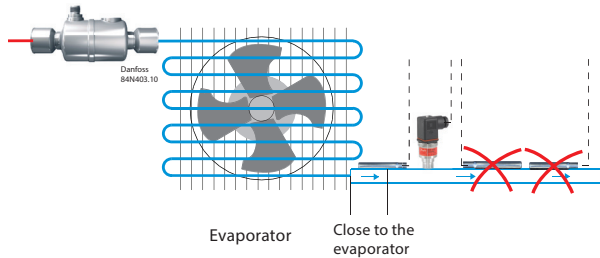 Danfoss
84N403.10
Evaporator
Close to the
evaporator